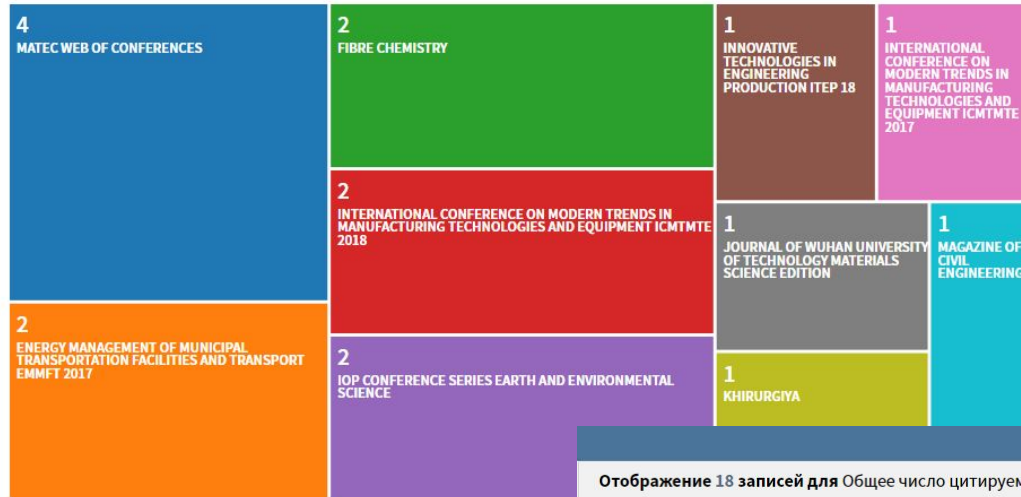 4
MATEC WEB OF CONFERENCES
2
FIBRE CHEMISTRY
1
INNOVATIVE
TECHNOLOGIES IN
ENGINEERING
PRODUCTION ITEP 18
1
INTERNATIONAL
CONFERENCE ON
MODERN TRENDS IN
MANUFACTURING
TECHNOLOGIES AND
EQUIPMENT ICMTMTE
2017
2
INTERNATIONAL CONFERENCE ON MODERN TRENDS IN
MANUFACTURING TECHNOLOGIES AND EQUIPMENT ICMTMTE
2018
1
JOURNAL OF WUHAN UNIVERSITY
OF TECHNOLOGY MATERIALS
SCIENCE EDITION
1
MAGAZINE OF
CIVIL
ENGINEERING
2
ENERGY MANAGEMENT OF MUNICIPAL
TRANSPORTATION FACILITIES AND TRANSPORT
EMMFT 2017
2
IOP CONFERENCE SERIES EARTH AND ENVIRONMENTAL
SCIENCE
1
KHIRURGIYA
Отображение 18 записей для Общее число цитируем